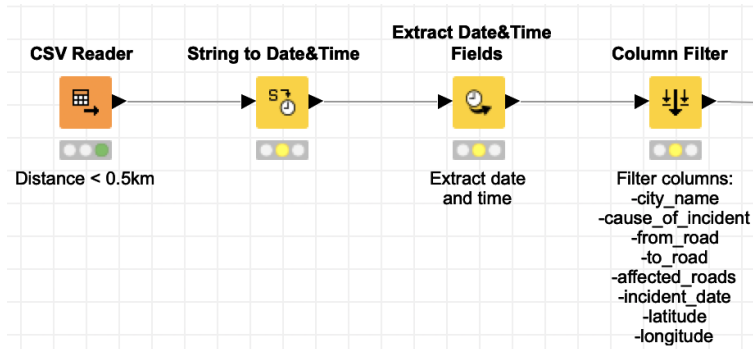 CSV Reader
String to Date&Time
Extract Date&Time
Fields
Column Filter
S
Distance < 0.5km
Extract date
and time
Filter columns:
-city_name
-cause_of_incident
-from_road
-to_road
-affected_roads
-incident_date
-latitude
-longitude